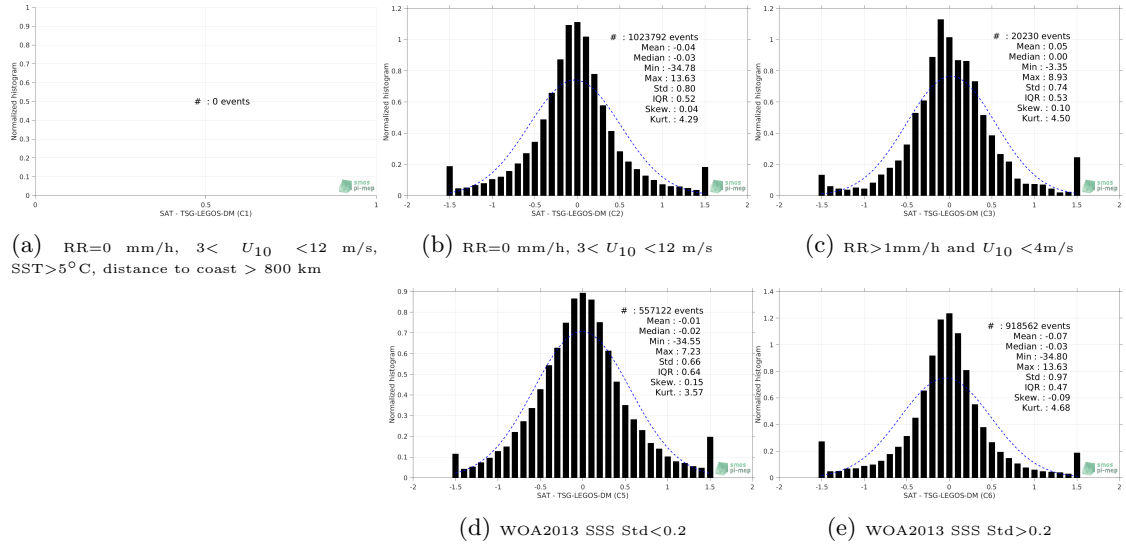 1
0.9
0.8
0.7
0.6
0.5
0.4
0.3
0.2
0.1
0
Normalized histogram
# : 0 events
smos
pi-mep
0 0.5 1
SAT - TSG-LEGOS-DM (C1)
(a) RR=0 mm/h, 3< U10 <12 m/s,
SST>5°C, distance to coast > 800 km
1.2
1
0.8
0.6
0.4
0.2
0
Normalized histogram
# : 1023792 events
Mean : -0.04
Median : -0.03
Min : -34.78
Max : 13.63
Std : 0.80
IQR : 0.52
Skew. : 0.04
Kurt. : 4.29
smos
pi-mep
-2 -1.5 -1 -0.5 0 0.5 1 1.5 2
SAT - TSG-LEGOS-DM (C2)
(b) RR=0 mm/h, 3< U10 <12 m/s
1.2
1
0.8
0.6
0.4
0.2
0
Normalized histogram
# : 20230 events
Mean : 0.05
Median : 0.00
Min : -3.35
Max : 8.93
Std : 0.74
IQR : 0.53
Skew. : 0.10
Kurt. : 4.50
smos
pi-mep
-2 -1.5 -1 -0.5 0 0.5 1 1.5 2
SAT - TSG-LEGOS-DM (C3)
(c) RR>1mm/h and U10 <4m/s
0.9
0.8
0.7
0.6
0.5
0.4
0.3
0.2
0.1
0
Normalized histogram
# : 557122 events
Mean : -0.01
Median : -0.02
Min : -34.55
Max : 7.23
Std : 0.66
IQR : 0.64
Skew. : 0.15
Kurt. : 3.57
smos
pi-mep
-2 -1.5 -1 -0.5 0 0.5 1 1.5 2
SAT - TSG-LEGOS-DM (C5)
(d) WOA2013 SSS Std<0.2
1.4
1.2
1
0.8
0.6
0.4
0.2
0
Normalized histogram
# : 918562 events
Mean : -0.07
Median : -0.03
Min : -34.80
Max : 13.63
Std : 0.97
IQR : 0.47
Skew. : -0.09
Kurt. : 4.68
smos
pi-mep
-2 -1.5 -1 -0.5 0 0.5 1 1.5 2
SAT - TSG-LEGOS-DM (C6)
(e) WOA2013 SSS Std>0.2